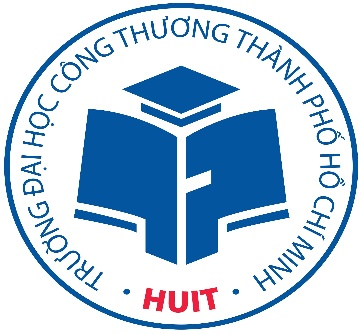 TRƯỜNG ĐẠI HỌC CÔNG THƯƠNG THÀNH PHỐ HỒ CHÍ MINH
HUIT